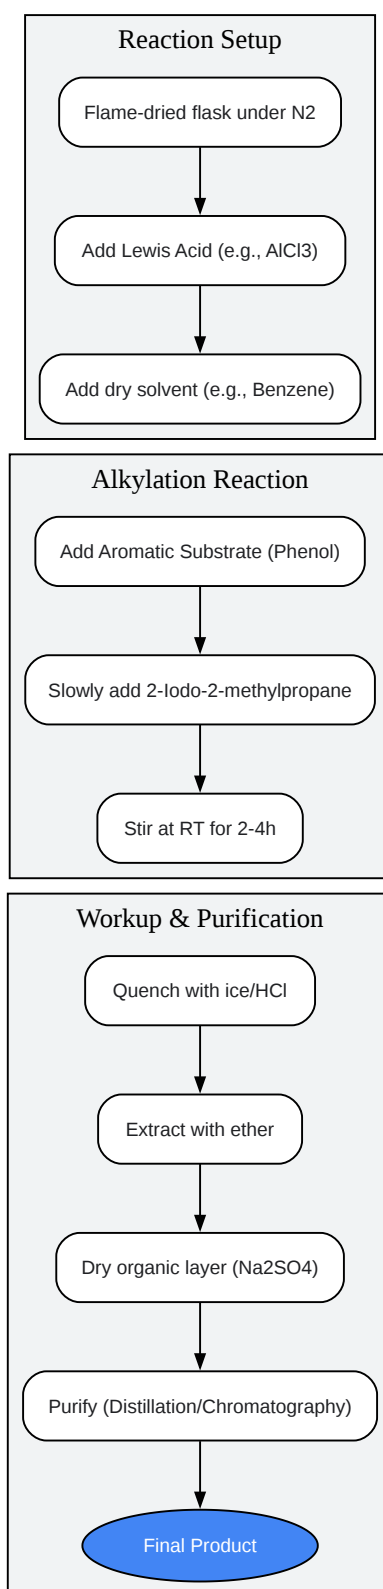 Reaction Setup
Flame-dried flask under N2
Add Lewis Acid (e.g., AlCl3)
Add dry solvent (e.g., Benzene)
Alkylation Reaction
Add Aromatic Substrate (Phenol)
Slowly add 2-Iodo-2-methylpropane
Stir at RT for 2-4h
Workup & Purification
Quench with ice/HCl
Extract with ether
Dry organic layer (Na2SO4)
Purify (Distillation/Chromatography)
Final Product